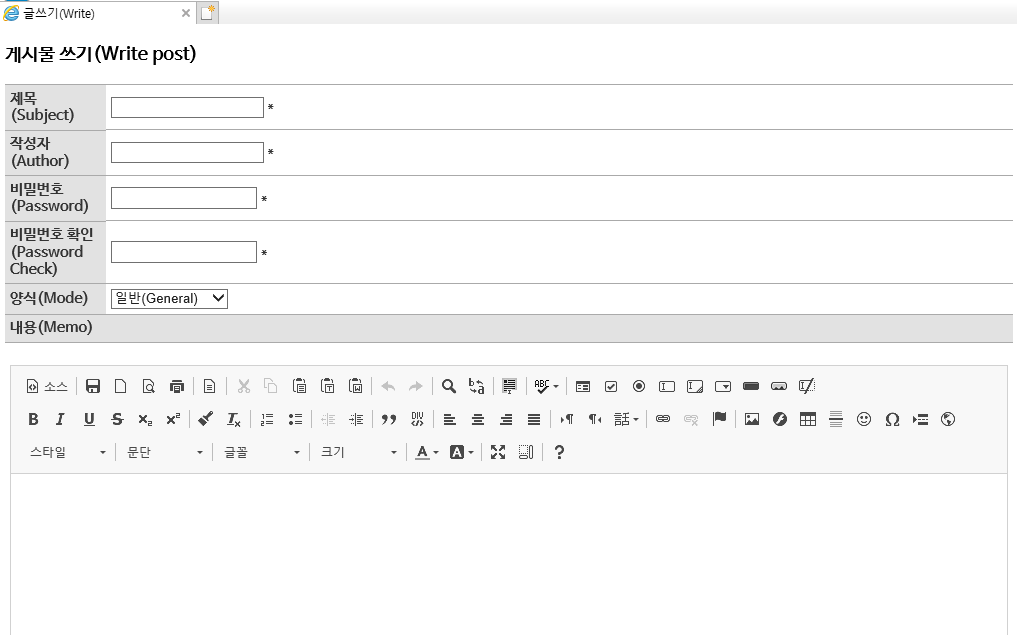 글쓰기(Write)
게시물 쓰기(Write post)
제목
(Subject)
*
작성자
(Author)
*
비밀번호
(Password)
*
비밀번호 확인
(Password
Check)
*
양식(Mode)
일반(General)
내용(Memo)
소스
스타일 문단 글꼴 크기 A A ?